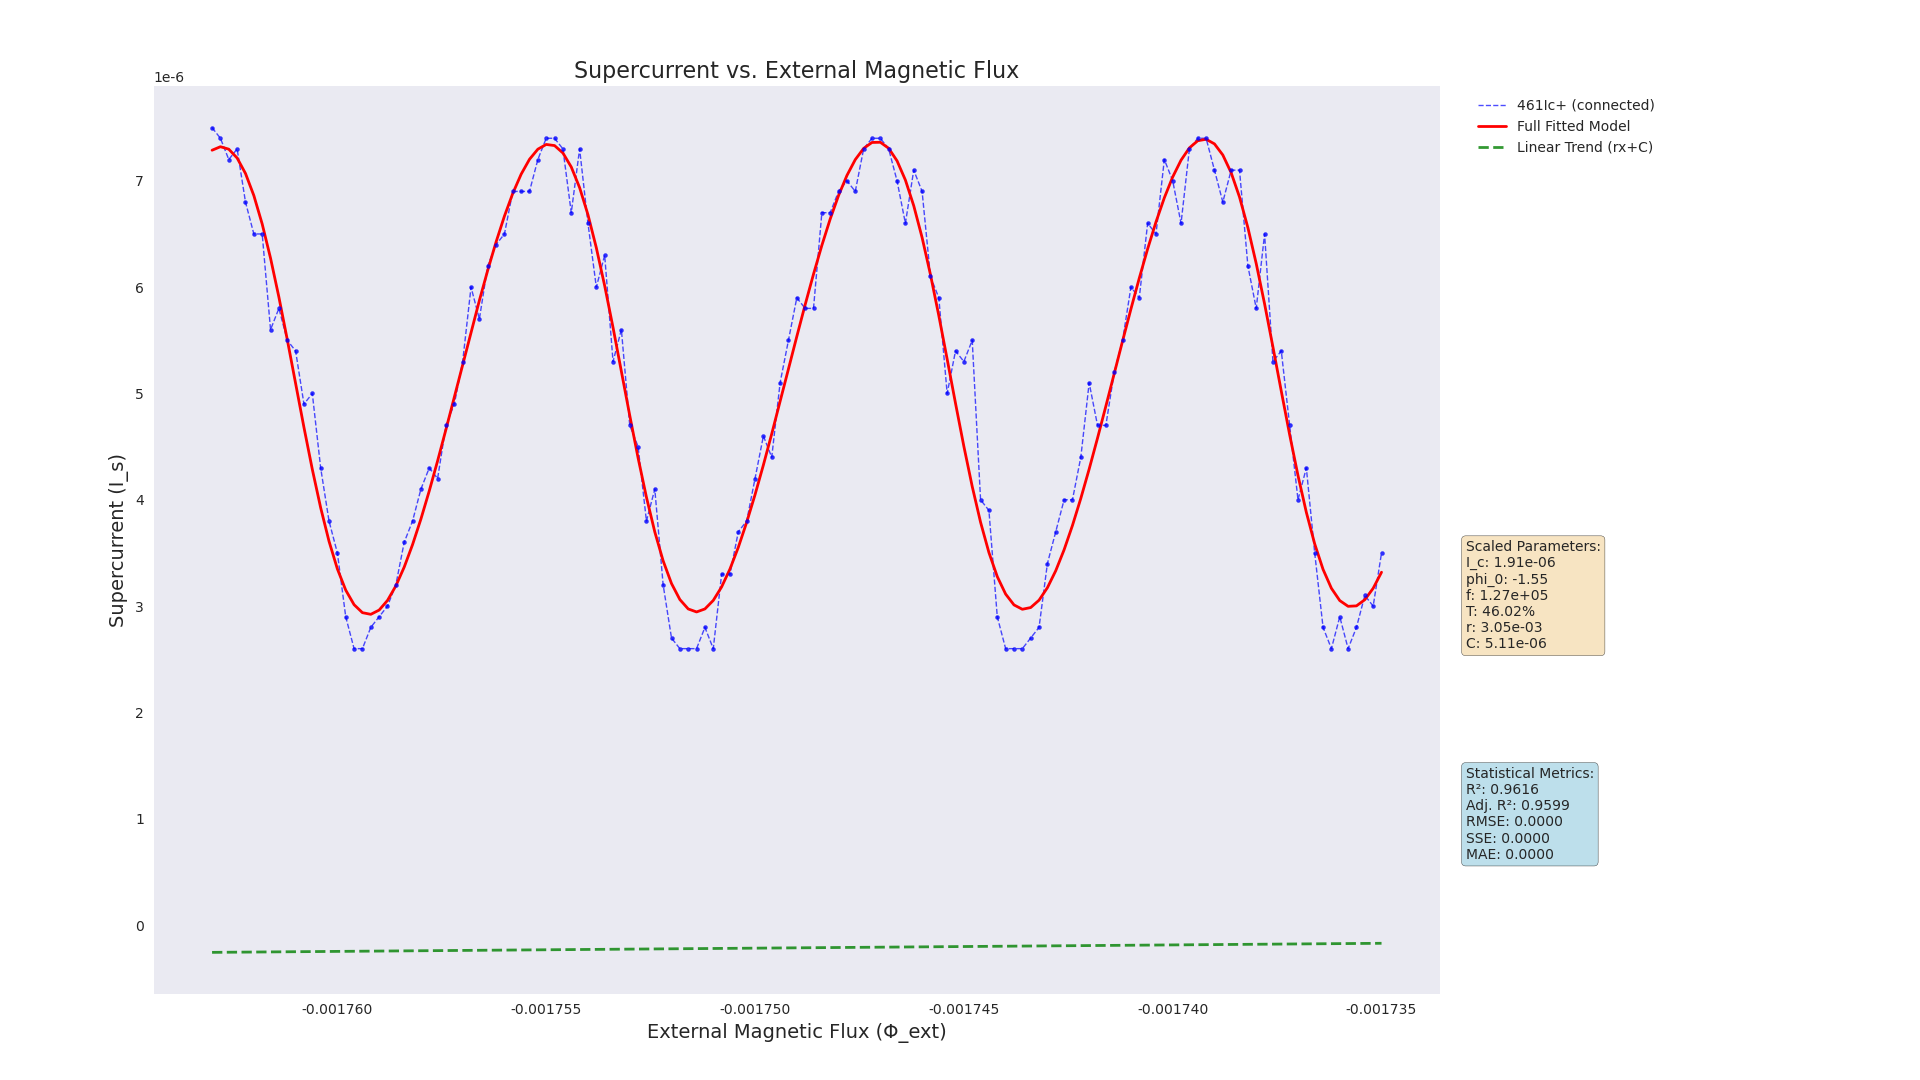 Supercurrent vs. External Magnetic Flux
1e-6
7
6
5
4
3
2
1
0
Supercurrent (I_s)
-0.001760
-0.001755
-0.001750
-0.001745
-0.001740
-0.001735
External Magnetic Flux (Φ_ext)
461Ic+ (connected)
Full Fitted Model
Linear Trend (rx+C)
Scaled Parameters:
I_c: 1.91e-06
phi_0: -1.55
f: 1.27e+05
T: 46.02%
r: 3.05e-03
C: 5.11e-06
Statistical Metrics:
R²: 0.9616
Adj. R²: 0.9599
RMSE: 0.0000
SSE: 0.0000
MAE: 0.0000